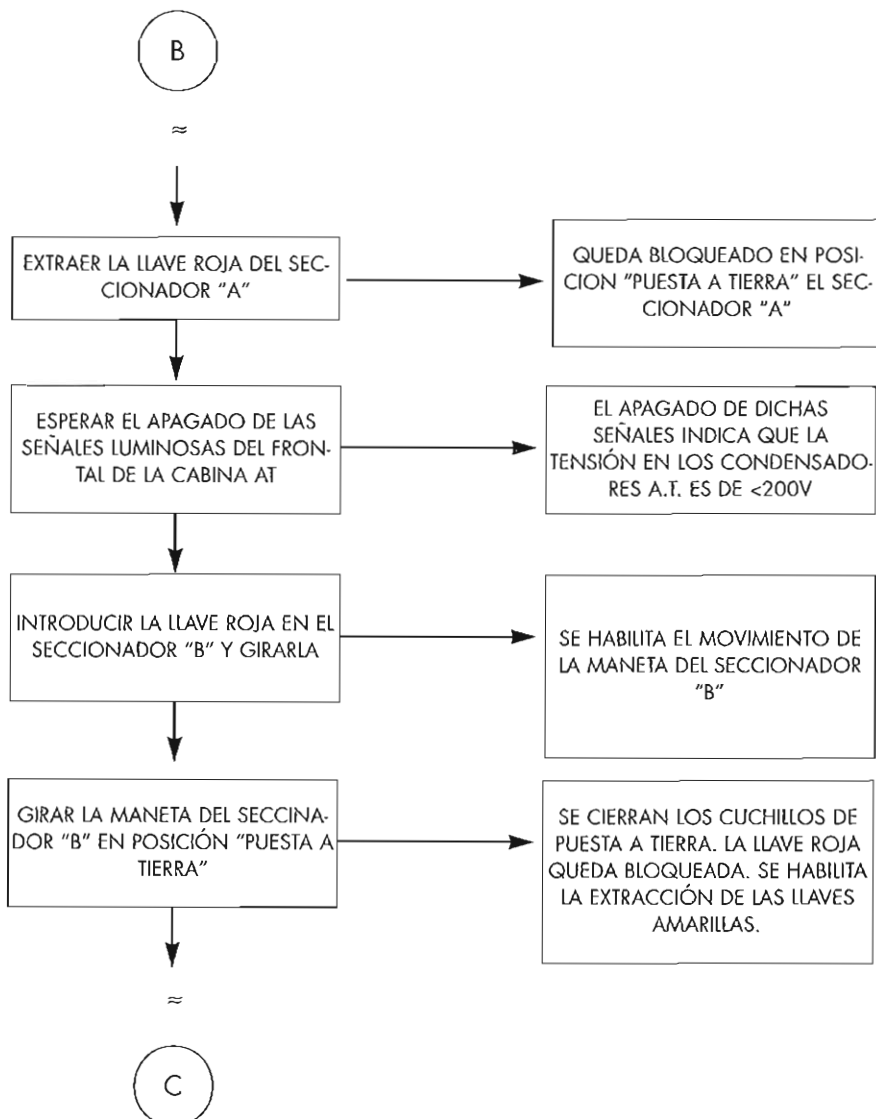 B
≈
EXTRAER LA LLAVE ROJA DEL SEC-
CIONADOR "A"
QUEDA BLOQUEADO EN POSI-
CION "PUESTA A TIERRA" EL SEC-
CIONADOR "A"
ESPERAR EL APAGADO DE LAS
SEÑALES LUMINOSAS DEL FRON-
TAL DE LA CABINA AT
EL APAGADO DE DICHAS
SEÑALES INDICA QUE LA
TENSIÓN EN LOS CONDENSADO-
RES A.T. ES DE <200V
INTRODUCIR LA LLAVE ROJA EN EL
SECCIONADOR "B" Y GIRARLA
SE HABILITA EL MOVIMIENTO DE
LA MANETA DEL SECCIONADOR
"B"
GIRAR LA MANETA DEL SECCINA-
DOR "B" EN POSICIÓN "PUESTA A
TIERRA"
SE CIERRAN LOS CUCHILLOS DE
PUESTA A TIERRA. LA LLAVE ROJA
QUEDA BLOQUEADA. SE HABILITA
LA EXTRACCIÓN DE LAS LLAVES
AMARILLAS.
≈
C